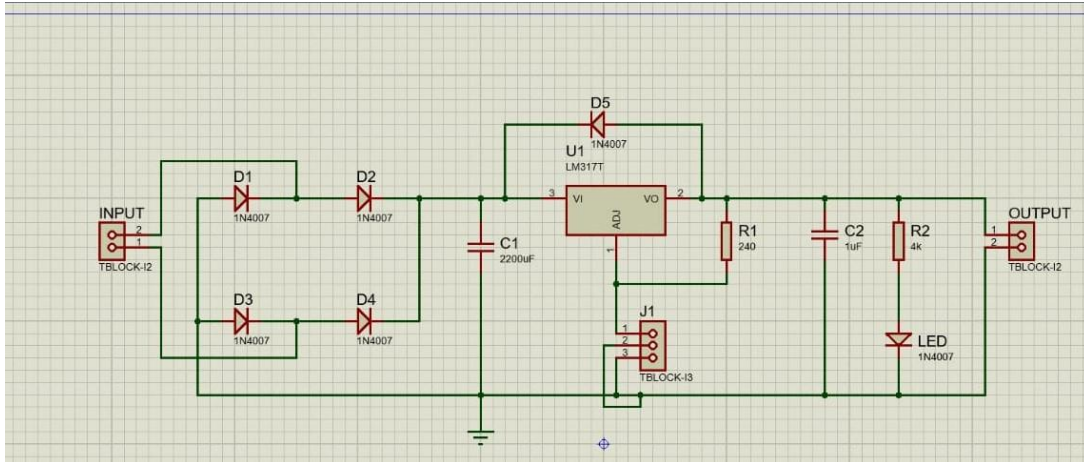 INPUT
2
1
TBLOCK-I2
D1
1N4007
D2
1N4007
D3
1N4007
D4
1N4007
C1
2200uF
D5
1N4007
U1
LM317T
3
VI
VO
2
ADJ
1
R1
240
J1
1
2
3
TBLOCK-I3
C2
1uF
R2
4k
LED
1N4007
OUTPUT
1
2
TBLOCK-I2